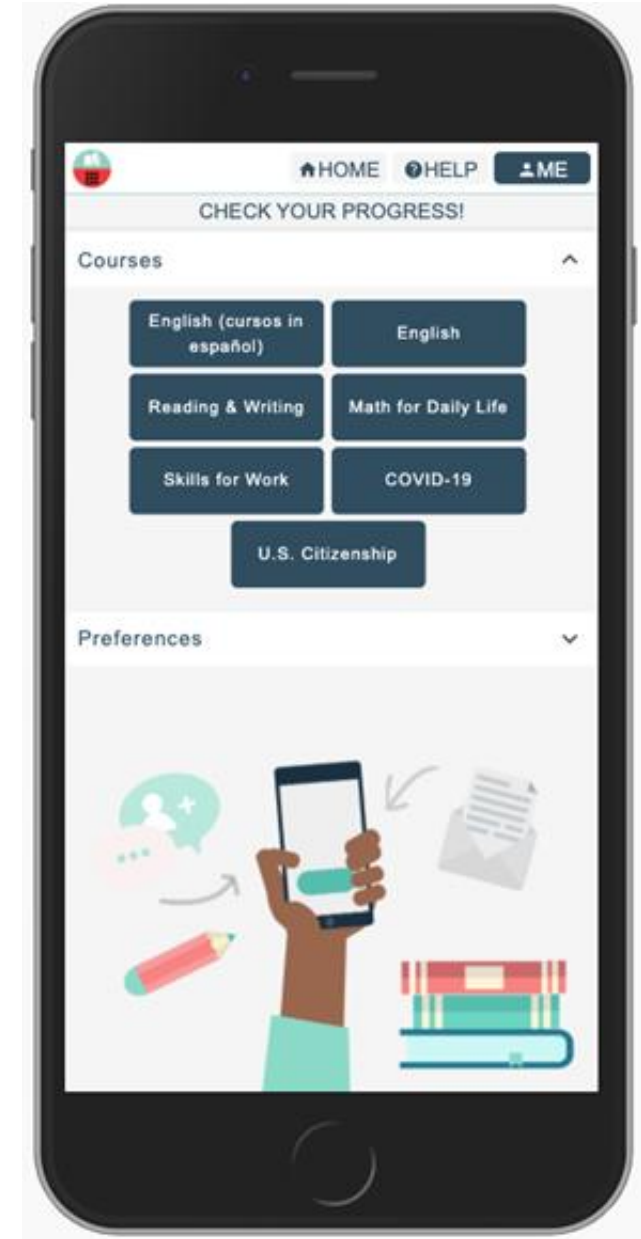 HOME HELP ME
CHECK YOUR PROGRESS!
Courses
English (cursos in
español)
English
Reading & Writing
Math for Daily Life
Skills for Work
COVID-19
U.S. Citizenship
Preferences